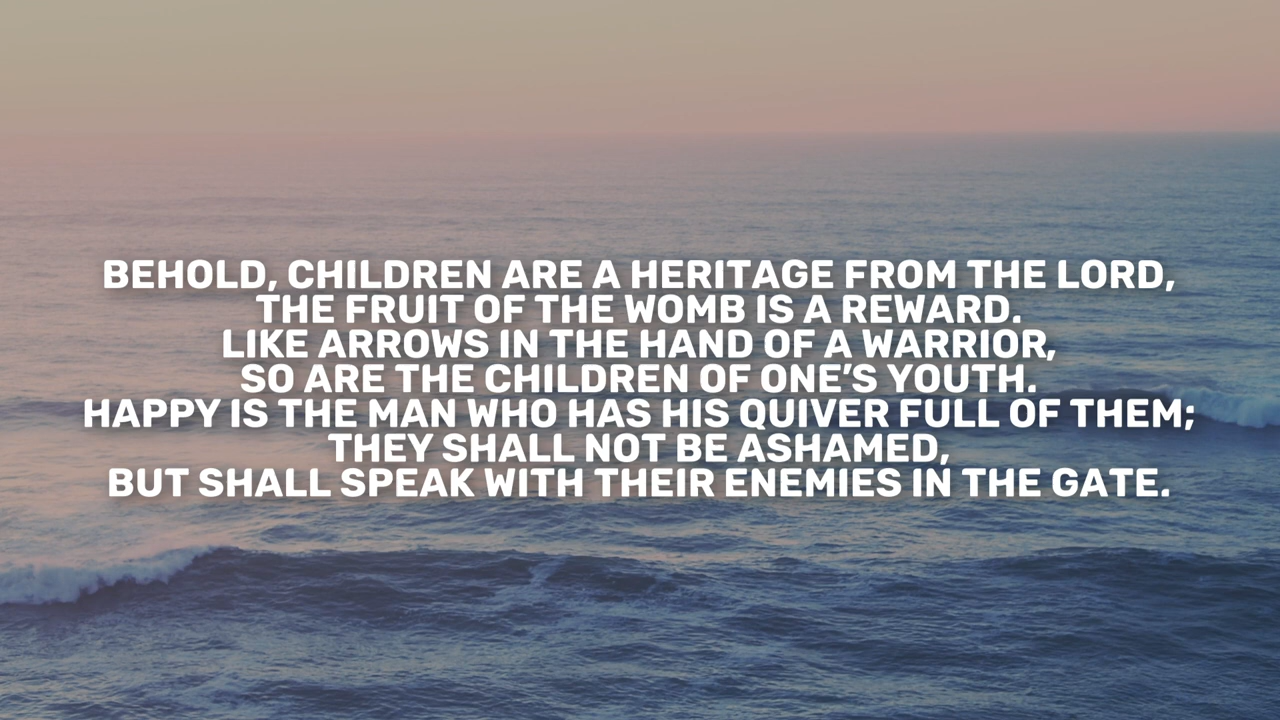 BEHOLD, CHILDREN ARE A HERITAGE FROM THE LORD,
THE FRUIT OF THE WOMB IS A REWARD.
LIKE ARROWS IN THE HAND OF A WARRIOR,
SO ARE THE CHILDREN OF ONE’S YOUTH.
HAPPY IS THE MAN WHO HAS HIS QUIVER FULL OF THEM;
THEY SHALL NOT BE ASHAMED,
BUT SHALL SPEAK WITH THEIR ENEMIES IN THE GATE.